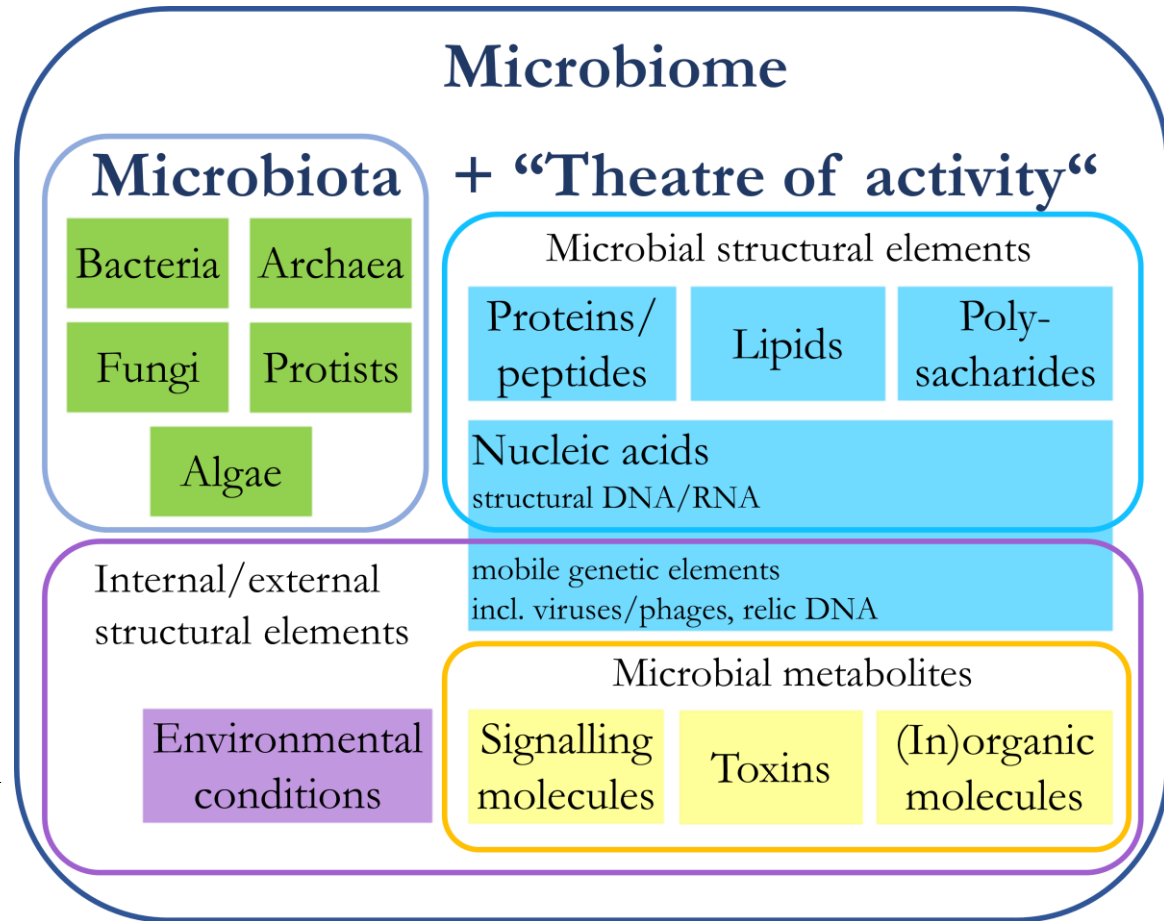 Microbiome
Microbiota + “Theatre of activity“
Bacteria
Archaea
Fungi
Protists
Algae
Microbial structural elements
Proteins/
peptides
Lipids
Poly-
sacharides
Nucleic acids
structural DNA/RNA
mobile genetic elements
incl. viruses/phages, relic DNA
Internal/external
structural elements
Environmental
conditions
Microbial metabolites
Signalling
molecules
Toxins
(In)organic
molecules